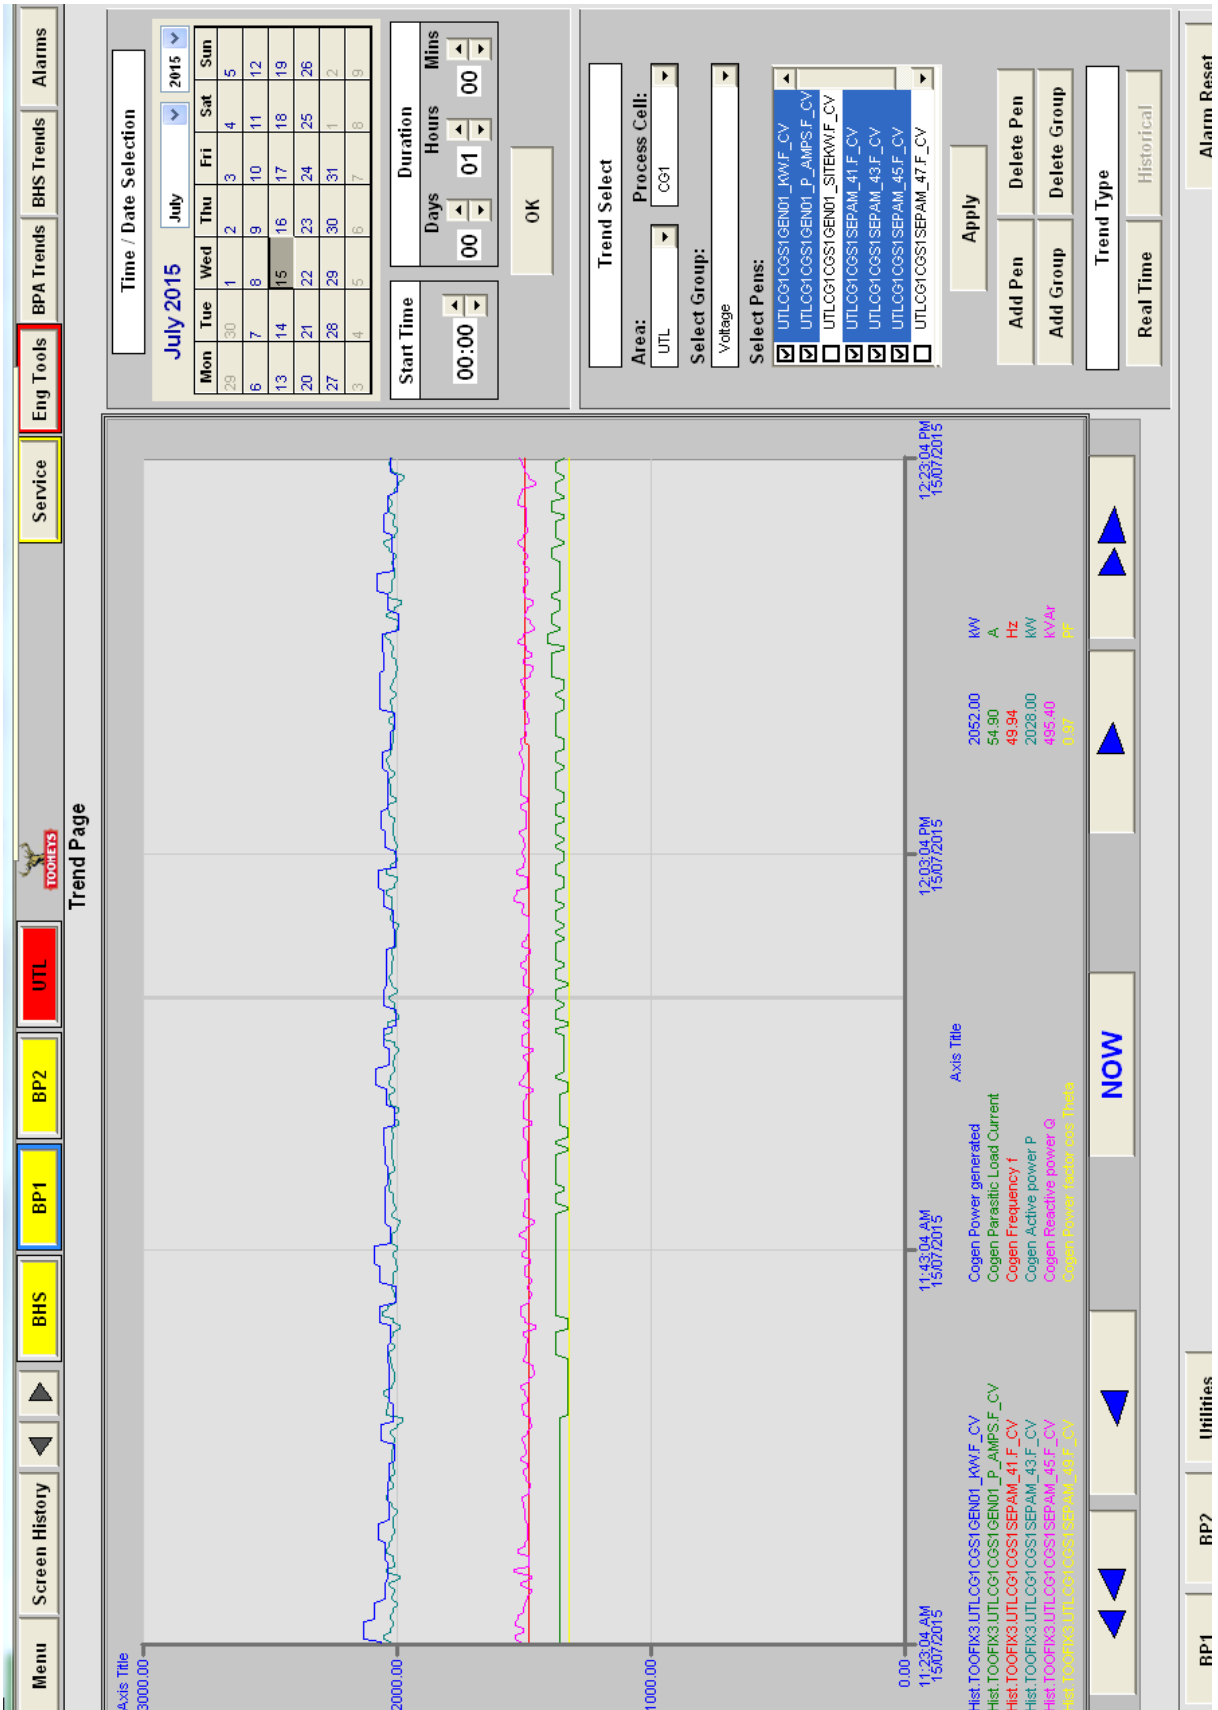 Menu
Screen History
BHS
BP1
BP2
UTL
TOOHEYS
Service
Eng Tools
BPA Trends
BHS Trends
Alarms
Trend Page
Axis Title
3000.00
2000.00
1000.00
0.00
11:23:04 AM
15/07/2015
11:43:04 AM
15/07/2015
12:03:04 PM
15/07/2015
12:23:04 PM
15/07/2015
Axis Title
Hist.TOOFIX3.UTLCG1CGS1GEN01_KW.F_CV Cogen Power generated 2052.00 kW
Hist.TOOFIX3.UTLCG1CGS1GEN01_P_AMPS.F_CV Cogen Parasitic Load Current 54.90 A
Hist.TOOFIX3.UTLCG1CGS1SEPAM_41.F_CV Cogen Frequency f 49.94 Hz
Hist.TOOFIX3.UTLCG1CGS1SEPAM_43.F_CV Cogen Active power P 2028.00 kW
Hist.TOOFIX3.UTLCG1CGS1SEPAM_45.F_CV Cogen Reactive power Q 495.40 kVAr
Hist.TOOFIX3.UTLCG1CGS1SEPAM_49.F_CV Cogen Power factor cos Theta 0.97 PF
NOW
Time / Date Selection
July 2015 July 2015
Mon Tue Wed Thu Fri Sat Sun
29 30 1 2 3 4 5
6 7 8 9 10 11 12
13 14 15 16 17 18 19
20 21 22 23 24 25 26
27 28 29 30 31 1 2
3 4 5 6 7 8 9
Start Time
00:00
Duration
Days Hours Mins
00 01 00
OK
Trend Select
Area: Process Cell:
UTL CG1
Select Group:
Voltage
Select Pens:
UTLCG1CGS1GEN01_KW.F_CV
UTLCG1CGS1GEN01_P_AMPS.F_CV
UTLCG1CGS1GEN01_SITEKW.F_CV
UTLCG1CGS1SEPAM_41.F_CV
UTLCG1CGS1SEPAM_43.F_CV
UTLCG1CGS1SEPAM_45.F_CV
UTLCG1CGS1SEPAM_47.F_CV
Apply
Add Pen Delete Pen
Add Group Delete Group
Trend Type
Real Time Historical
BP1
BP2
Utilities
Alarm Reset